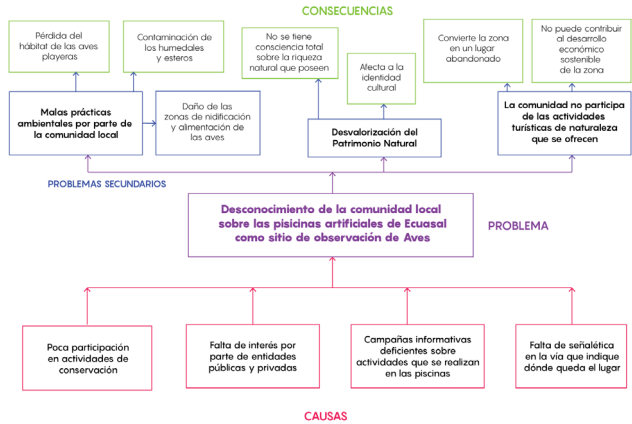 CONSECUENCIAS
Pérdida del
hábitat de las aves
playeras
Contaminación de
los humedales
y esteros
No se tiene
consciencia total
sobre la riqueza
natural que poseen
Afecta a la
identidad
cultural
Convierte la zona
en un lugar
abandonado
No puede contribuir
al desarrollo
económico
sostenible
de la zona
Malas prácticas
ambientales por parte de
la comunidad local
Daño de las
zonas de nidificación
y alimentación de
las aves
Desvalorización del
Patrimonio Natural
La comunidad no participa
de las actividades
turísticas de naturaleza
que se ofrecen
PROBLEMAS SECUNDARIOS
Desconocimiento de la comunidad local
sobre las pisicinas artificiales de Ecuasal
como sitio de observación de Aves
PROBLEMA
Poca participación
en actividades de
conservación
Falta de interés por
parte de entidades
públicas y privadas
Campañas informativas
deficientes sobre
actividades que se realizan
en las piscinas
Falta de señalética
en la vía que indique
dónde queda el lugar
CAUSAS